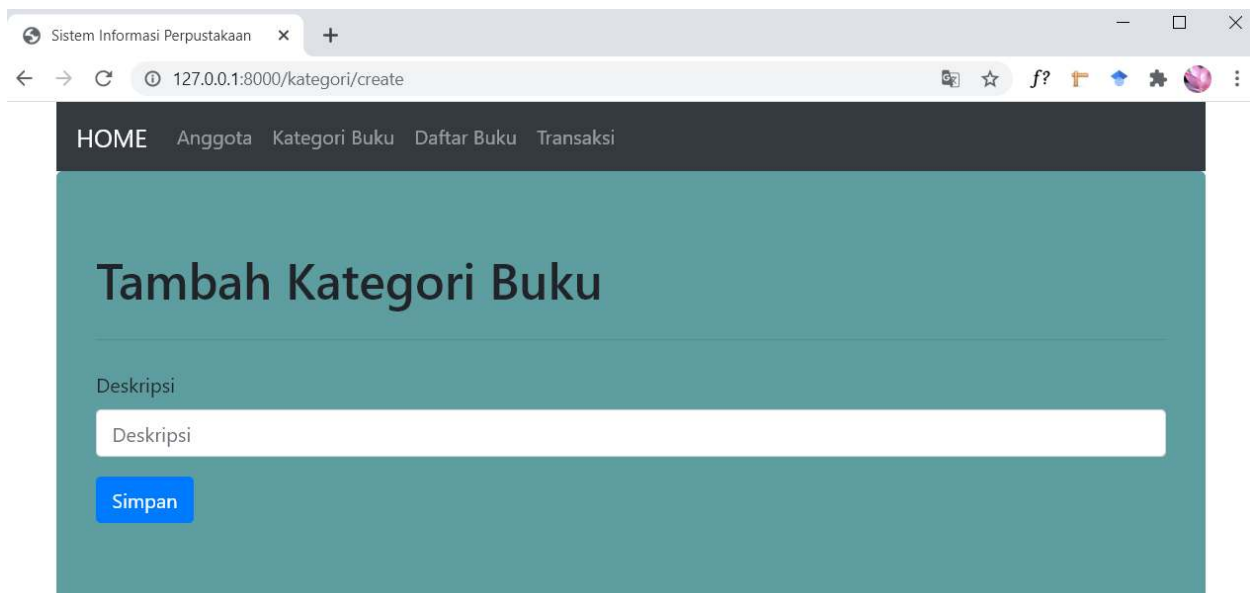 Sistem Informasi Perpustakaan
127.0.0.1:8000/kategori/create
f?
HOME Anggota Kategori Buku Daftar Buku Transaksi
Tambah Kategori Buku
Deskripsi
Deskripsi
Simpan